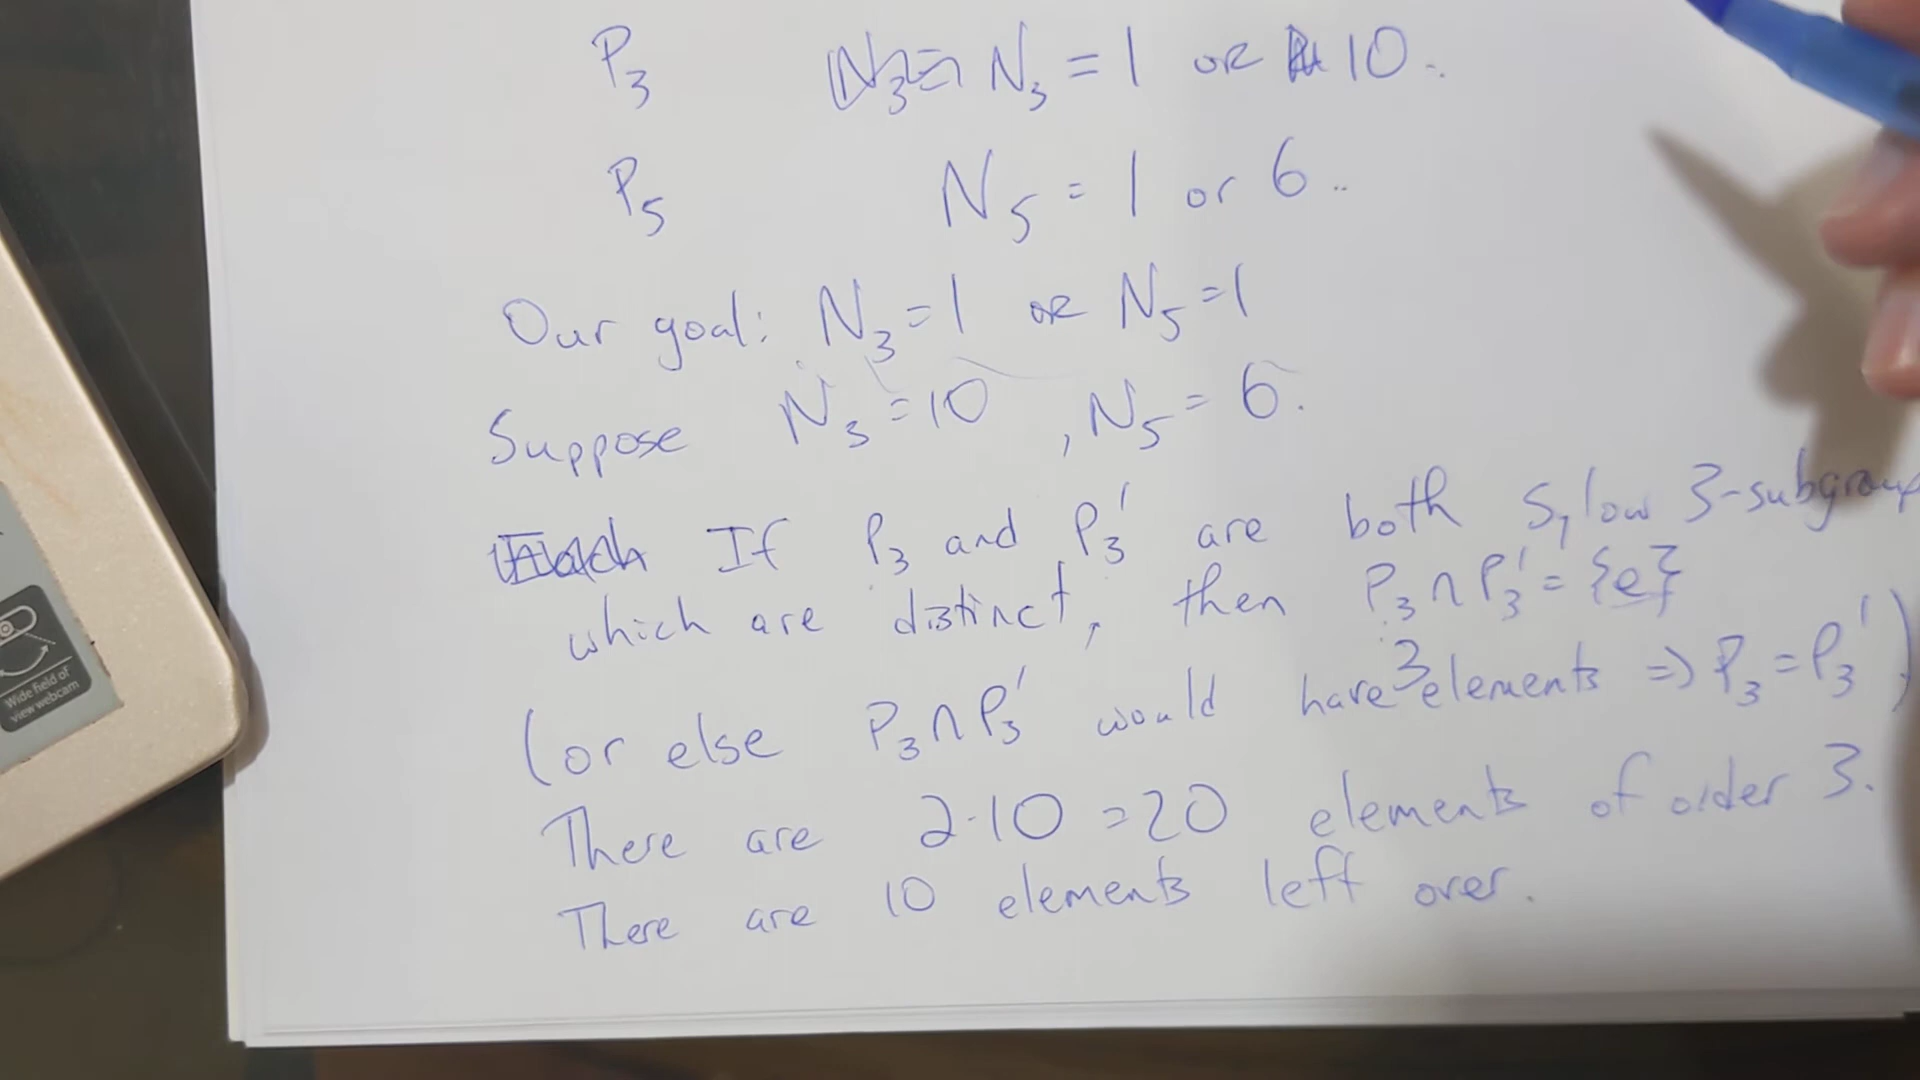 P₃ N₃ = N₃ = 1 or 10.
P₅ N₅ = 1 or 6..
Our goal: N₃ = 1 or N₅ = 1
Suppose N₃ = 10, N₅ = 6.
If P₃ and P₃' are both Sylow 3-subgroup
which are distinct, then P₃ ∩ P₃' = {e}
(or else P₃ ∩ P₃' would have 3 elements ⇒ P₃ = P₃')
There are 2·10 = 20 elements of order 3.
There are 10 elements left over.
Wide field of
view webcam